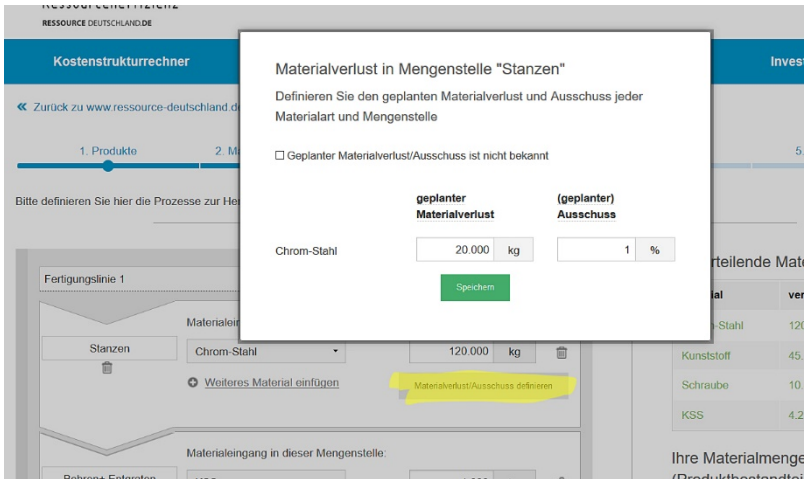 RESSOURCE DEUTSCHLAND.DE
Kostenstrukturrechner
Inves
Zurück zu www.ressource-deutschland.d
1. Produkte
2. M
5.
Bitte definieren Sie hier die Prozesse zur He
Materialverlust in Mengenstelle "Stanzen"
Definieren Sie den geplanten Materialverlust und Ausschuss jeder
Materialart und Mengenstelle
Geplanter Materialverlust/Ausschuss ist nicht bekannt
geplanter (geplanter)
Materialverlust Ausschuss
Chrom-Stahl 20.000 kg 1 %
Speichern
Fertigungslinie 1
Materialein
Stanzen
Chrom-Stahl 120.000 kg
Weiteres Material einfügen
Materialverlust/Ausschuss definieren
Materialeingang in dieser Mengenstelle:
rteilende Mate
ial ver
-Stahl 120
Kunststoff 45.
Schraube 10.
KSS 4.2
Ihre Materialmenge